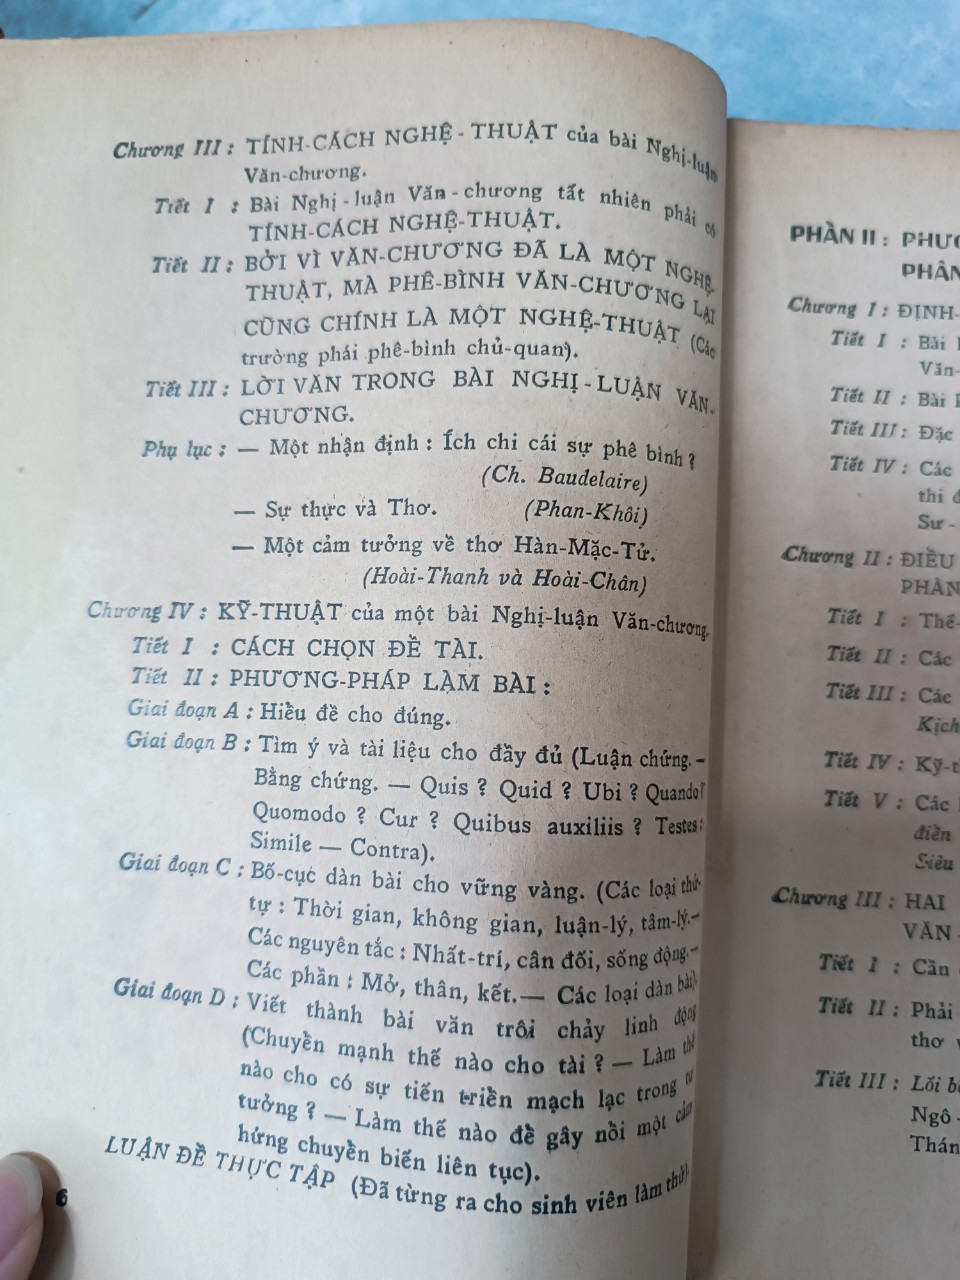 Chương III : TÍNH-CÁCH NGHỆ - THUẬT của bài Nghị-luận
Văn-chương.
Tiết I : Bài Nghị - luận Văn - chương tất nhiên phải có
TÍNH-CÁCH NGHỆ-THUẬT.
Tiết II : BỞI VÌ VĂN-CHƯƠNG ĐÃ LÀ MỘT NGHỆ-
THUẬT, MÀ PHÊ-BÌNH VĂN-CHƯƠNG LẠI
CŨNG CHÍNH LÀ MỘT NGHỆ-THUẬT (Các
trường phái phê-bình chủ-quan).
Tiết III : LỜI VĂN TRONG BÀI NGHỊ - LUẬN VĂN-
CHƯƠNG.
Phụ lục : — Một nhận định : Ích chi cái sự phê bình ?
(Ch. Baudelaire)
— Sự thực và Thơ. (Phan-Khôi)
— Một cảm tưởng về thơ Hàn-Mặc-Tử.
(Hoài-Thanh và Hoài-Chân)
Chương IV : KỸ-THUẬT của một bài Nghị-luận Văn-chương.
Tiết I : CÁCH CHỌN ĐỀ TÀI.
Tiết II : PHƯƠNG-PHÁP LÀM BÀI :
Giai đoạn A : Hiểu đề cho đúng.
Giai đoạn B : Tìm ý và tài liệu cho đầy đủ (Luận chứng. –
Bằng chứng. — Quis ? Quid ? Ubi ? Quando ?
Quomodo ? Cur ? Quibus auxiliis ? Testes :
Simile — Contra).
Giai đoạn C : Bố-cục dàn bài cho vững vàng. (Các loại thứ-
tự : Thời gian, không gian, luận-lý, tâm-lý.–
Các nguyên tắc : Nhất-trí, cân đối, sống động.–
Các phần : Mở, thân, kết.— Các loại dàn bài).
Giai đoạn D : Viết thành bài văn trôi chảy linh động
(Chuyển mạnh thế nào cho tài ? — Làm thế
nào cho có sự tiến triển mạch lạc trong tư
tưởng ? — Làm thế nào để gây nổi một cảm
hứng chuyển biến liên tục).
LUẬN ĐỀ THỰC TẬP (Đã từng ra cho sinh viên làm thử).
6
PHẦN II :
PHÂN
Chương I : ĐỊNH-
Tiết I : Bài
Văn-
Tiết II : Bài
Tiết III : Đặc
Tiết IV : Các
thi
Sư -
Chương II : ĐIỀU
PHÂN
Tiết I : Thể-
Tiết II : Các
Tiết III : Các
Kịch
Tiết IV : Kỹ-
Tiết V : Các
điển
Siêu
Chương III : HAI
VĂN -
Tiết I : Cần
Tiết II : Phải
thơ
Tiết III : Lối
Ngô -
Thán